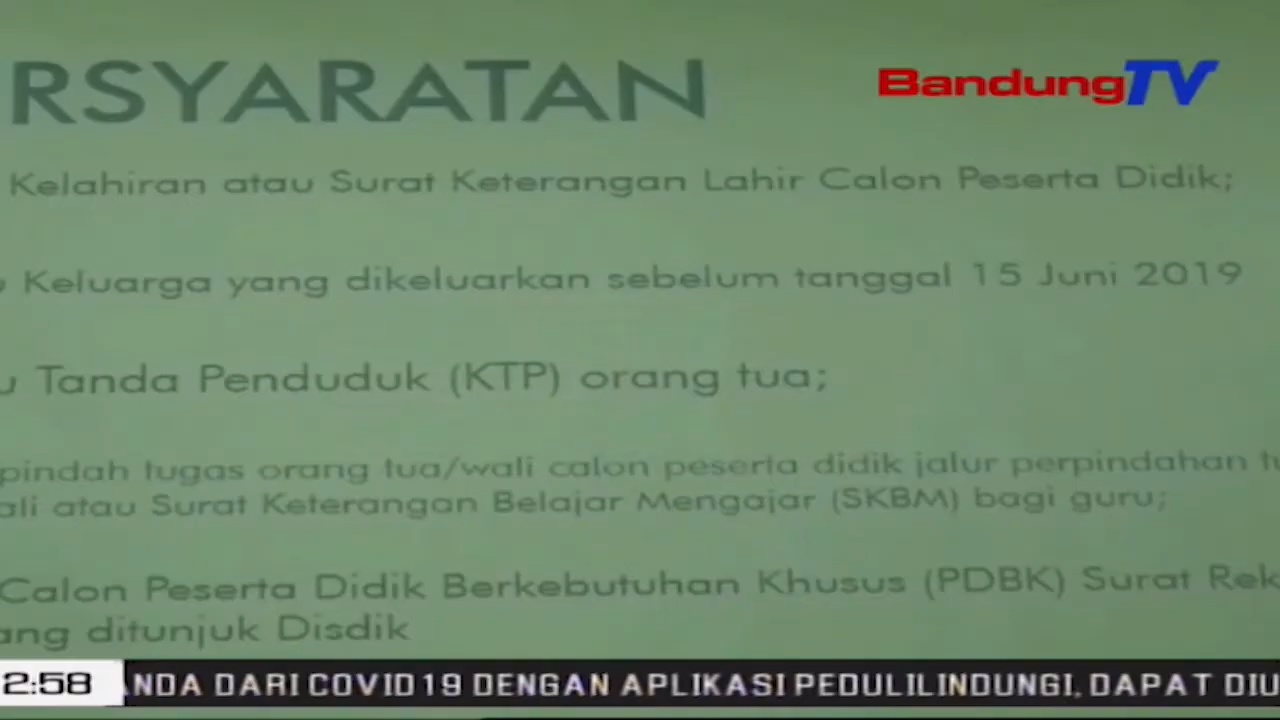 RSYARATAN
BandungTV
Kelahiran atau Surat Keterangan Lahir Calon Peserta Didik;
Keluarga yang dikeluarkan sebelum tanggal 15 Juni 2019
u Tanda Penduduk (KTP) orang tua;
pindah tugas orang tua/wali calon peserta didik jalur perpindahan tu
ali atau Surat Keterangan Belajar Mengajar (SKBM) bagi guru;
Calon Peserta Didik Berkebutuhan Khusus (PDBK) Surat Rek
ang ditunjuk Disdik
2:58 ANDA DARI COVID19 DENGAN APLIKASI PEDULILINDUNGI, DAPAT DIU